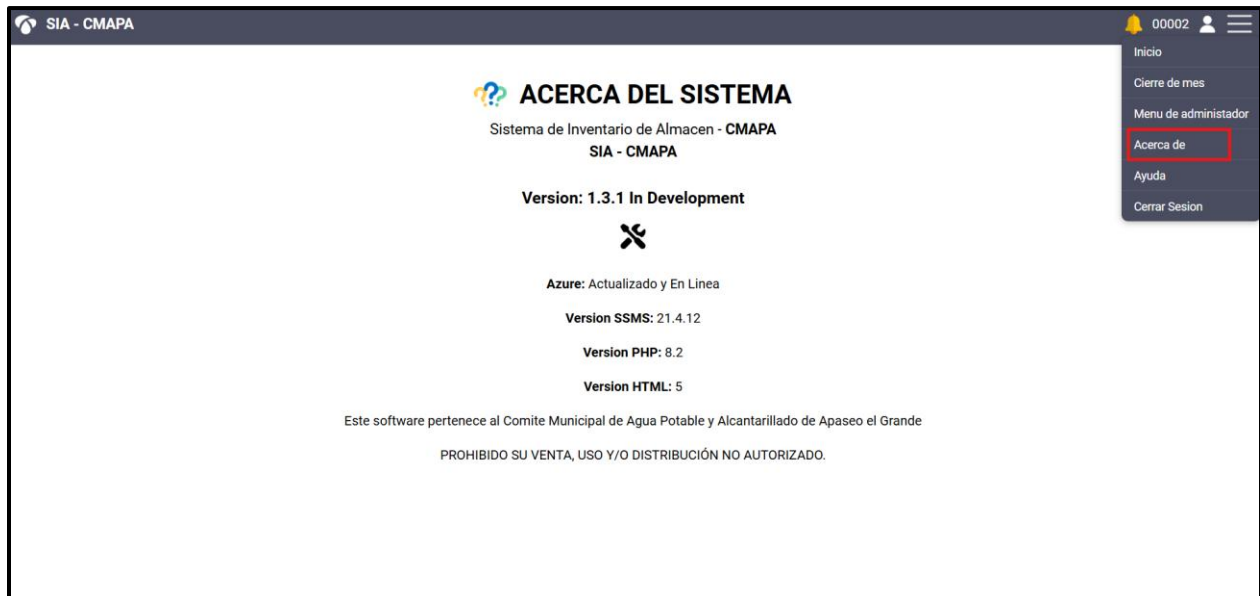 SIA - CMAPA
00002
Inicio
Cierre de mes
Menu de administador
Acerca de
Ayuda
Cerrar Sesion
??? ACERCA DEL SISTEMA
Sistema de Inventario de Almacen - CMAPA
SIA - CMAPA
Version: 1.3.1 In Development
Azure: Actualizado y En Linea
Version SSMS: 21.4.12
Version PHP: 8.2
Version HTML: 5
Este software pertenece al Comite Municipal de Agua Potable y Alcantarillado de Apaseo el Grande
PROHIBIDO SU VENTA, USO Y/O DISTRIBUCIÓN NO AUTORIZADO.